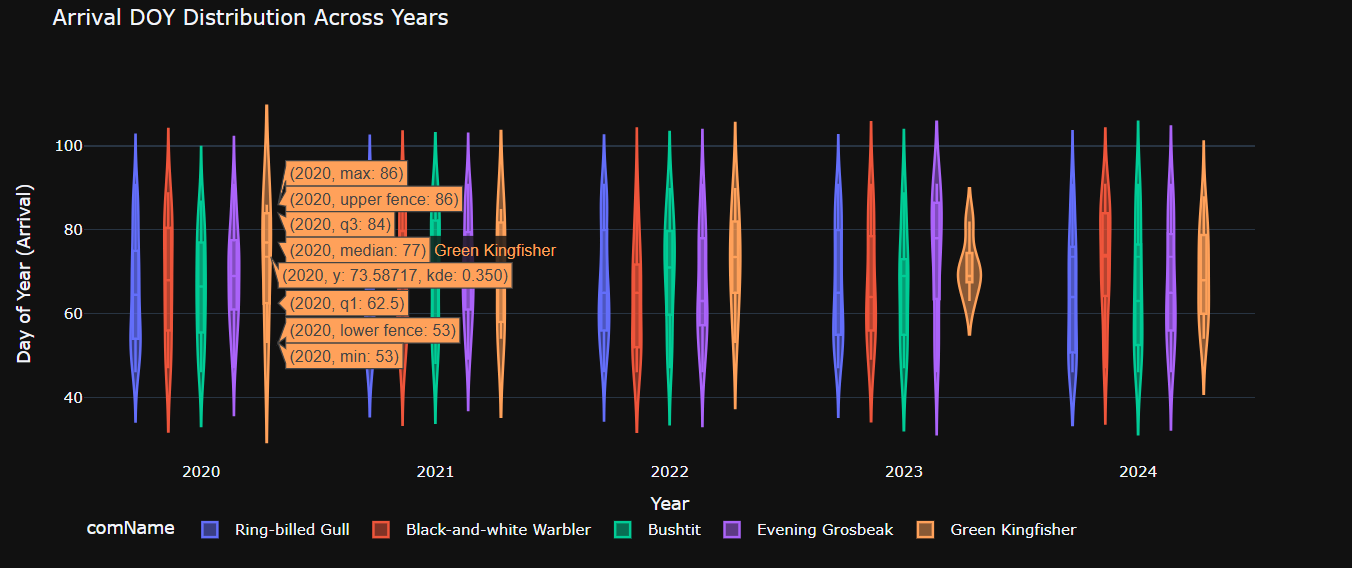 Arrival DOY Distribution Across Years
Day of Year (Arrival)
100
80
60
40
(2020, max: 86)
(2020, upper fence: 86)
(2020, q3: 84)
(2020, median: 77) Green Kingfisher
(2020, y: 73.58717, kde: 0.350)
(2020, q1: 62.5)
(2020, lower fence: 53)
(2020, min: 53)
2020 2021 2022 2023 2024
Year
comName Ring-billed Gull Black-and-white Warbler Bushtit Evening Grosbeak Green Kingfisher